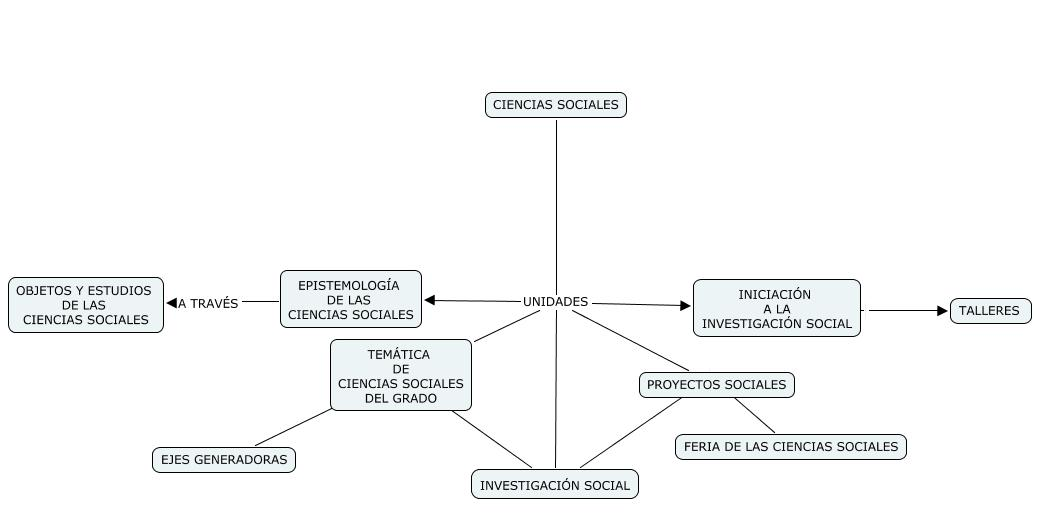 CIENCIAS SOCIALES
OBJETOS Y ESTUDIOS
DE LAS
CIENCIAS SOCIALES
A TRAVÉS
EPISTEMOLOGÍA
DE LAS
CIENCIAS SOCIALES
UNIDADES
INICIACIÓN
A LA
INVESTIGACIÓN SOCIAL
TALLERES
TEMÁTICA
DE
CIENCIAS SOCIALES
DEL GRADO
PROYECTOS SOCIALES
EJES GENERADORAS
FERIA DE LAS CIENCIAS SOCIALES
INVESTIGACIÓN SOCIAL